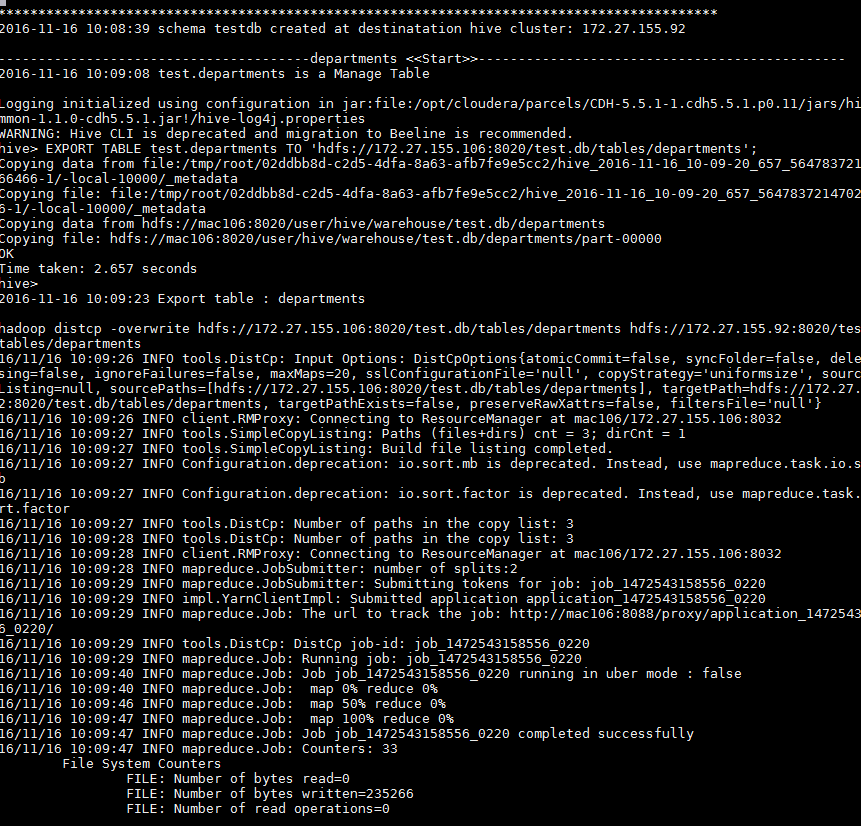 ******************************************************************************************
2016-11-16 10:08:39 schema testdb created at destinatation hive cluster: 172.27.155.92
---------------------------------------departments <<Start>>----------------------------------------------
2016-11-16 10:09:08 test.departments is a Manage Table
Logging initialized using configuration in jar:file:/opt/cloudera/parcels/CDH-5.5.1-1.cdh5.5.1.p0.11/jars/hi
mmon-1.1.0-cdh5.5.1.jar!/hive-log4j.properties
WARNING: Hive CLI is deprecated and migration to Beeline is recommended.
hive> EXPORT TABLE test.departments TO 'hdfs://172.27.155.106:8020/test.db/tables/departments';
Copying data from file:/tmp/root/02ddbb8d-c2d5-4dfa-8a63-afb7fe9e5cc2/hive_2016-11-16_10-09-20_657_564783721
66466-1/-local-10000/_metadata
Copying file: file:/tmp/root/02ddbb8d-c2d5-4dfa-8a63-afb7fe9e5cc2/hive_2016-11-16_10-09-20_657_5647837214702
6-1/-local-10000/_metadata
Copying data from hdfs://mac106:8020/user/hive/warehouse/test.db/departments
Copying file: hdfs://mac106:8020/user/hive/warehouse/test.db/departments/part-00000
OK
Time taken: 2.657 seconds
hive>
2016-11-16 10:09:23 Export table : departments
hadoop distcp -overwrite hdfs://172.27.155.106:8020/test.db/tables/departments hdfs://172.27.155.92:8020/tes
tables/departments
16/11/16 10:09:26 INFO tools.DistCp: Input Options: DistCpOptions{atomicCommit=false, syncFolder=false, dele
sing=false, ignoreFailures=false, maxMaps=20, sslConfigurationFile='null', copyStrategy='uniformsize', sourc
Listing=null, sourcePaths=[hdfs://172.27.155.106:8020/test.db/tables/departments], targetPath=hdfs://172.27.
2:8020/test.db/tables/departments, targetPathExists=false, preserveRawXattrs=false, filtersFile='null'}
16/11/16 10:09:26 INFO client.RMProxy: Connecting to ResourceManager at mac106/172.27.155.106:8032
16/11/16 10:09:27 INFO tools.SimpleCopyListing: Paths (files+dirs) cnt = 3; dirCnt = 1
16/11/16 10:09:27 INFO tools.SimpleCopyListing: Build file listing completed.
16/11/16 10:09:27 INFO Configuration.deprecation: io.sort.mb is deprecated. Instead, use mapreduce.task.io.s
b
16/11/16 10:09:27 INFO Configuration.deprecation: io.sort.factor is deprecated. Instead, use mapreduce.task.
rt.factor
16/11/16 10:09:27 INFO tools.DistCp: Number of paths in the copy list: 3
16/11/16 10:09:28 INFO tools.DistCp: Number of paths in the copy list: 3
16/11/16 10:09:28 INFO client.RMProxy: Connecting to ResourceManager at mac106/172.27.155.106:8032
16/11/16 10:09:28 INFO mapreduce.JobSubmitter: number of splits:2
16/11/16 10:09:29 INFO mapreduce.JobSubmitter: Submitting tokens for job: job_1472543158556_0220
16/11/16 10:09:29 INFO impl.YarnClientImpl: Submitted application application_1472543158556_0220
16/11/16 10:09:29 INFO mapreduce.Job: The url to track the job: http://mac106:8088/proxy/application_1472543
6_0220/
16/11/16 10:09:29 INFO tools.DistCp: DistCp job-id: job_1472543158556_0220
16/11/16 10:09:29 INFO mapreduce.Job: Running job: job_1472543158556_0220
16/11/16 10:09:40 INFO mapreduce.Job: Job job_1472543158556_0220 running in uber mode : false
16/11/16 10:09:40 INFO mapreduce.Job:  map 0% reduce 0%
16/11/16 10:09:46 INFO mapreduce.Job:  map 50% reduce 0%
16/11/16 10:09:47 INFO mapreduce.Job:  map 100% reduce 0%
16/11/16 10:09:47 INFO mapreduce.Job: Job job_1472543158556_0220 completed successfully
16/11/16 10:09:47 INFO mapreduce.Job: Counters: 33
File System Counters
FILE: Number of bytes read=0
FILE: Number of bytes written=235266
FILE: Number of read operations=0